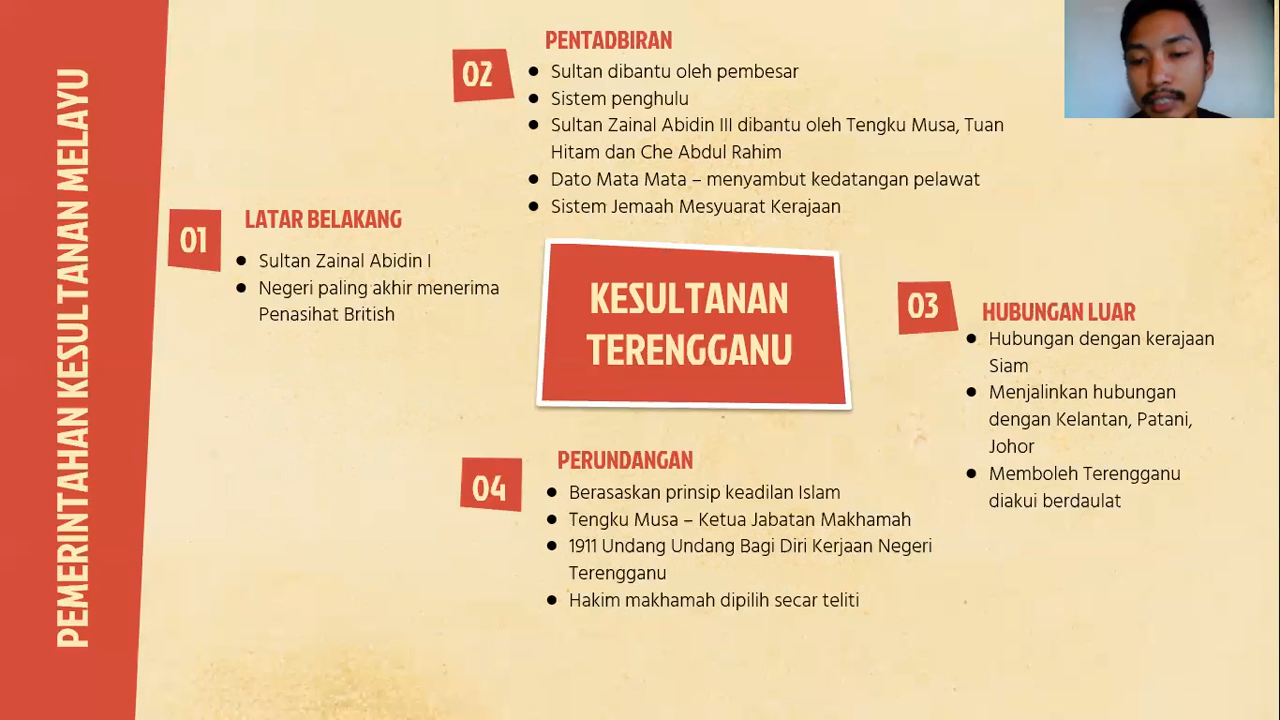 PEMERINTAHAN KESULTANAN MELAYU
01
LATAR BELAKANG
● Sultan Zainal Abidin I
● Negeri paling akhir menerima
Penasihat British
02
PENTADBIRAN
● Sultan dibantu oleh pembesar
● Sistem penghulu
● Sultan Zainal Abidin III dibantu oleh Tengku Musa, Tuan
Hitam dan Che Abdul Rahim
● Dato Mata Mata – menyambut kedatangan pelawat
● Sistem Jemaah Mesyuarat Kerajaan
KESULTANAN
TERENGGANU
03
HUBUNGAN LUAR
● Hubungan dengan kerajaan
Siam
● Menjalinkan hubungan
dengan Kelantan, Patani,
Johor
● Memboleh Terengganu
diakui berdaulat
04
PERUNDANGAN
● Berasaskan prinsip keadilan Islam
● Tengku Musa – Ketua Jabatan Makhamah
● 1911 Undang Undang Bagi Diri Kerjaan Negeri
Terengganu
● Hakim makhamah dipilih secar teliti